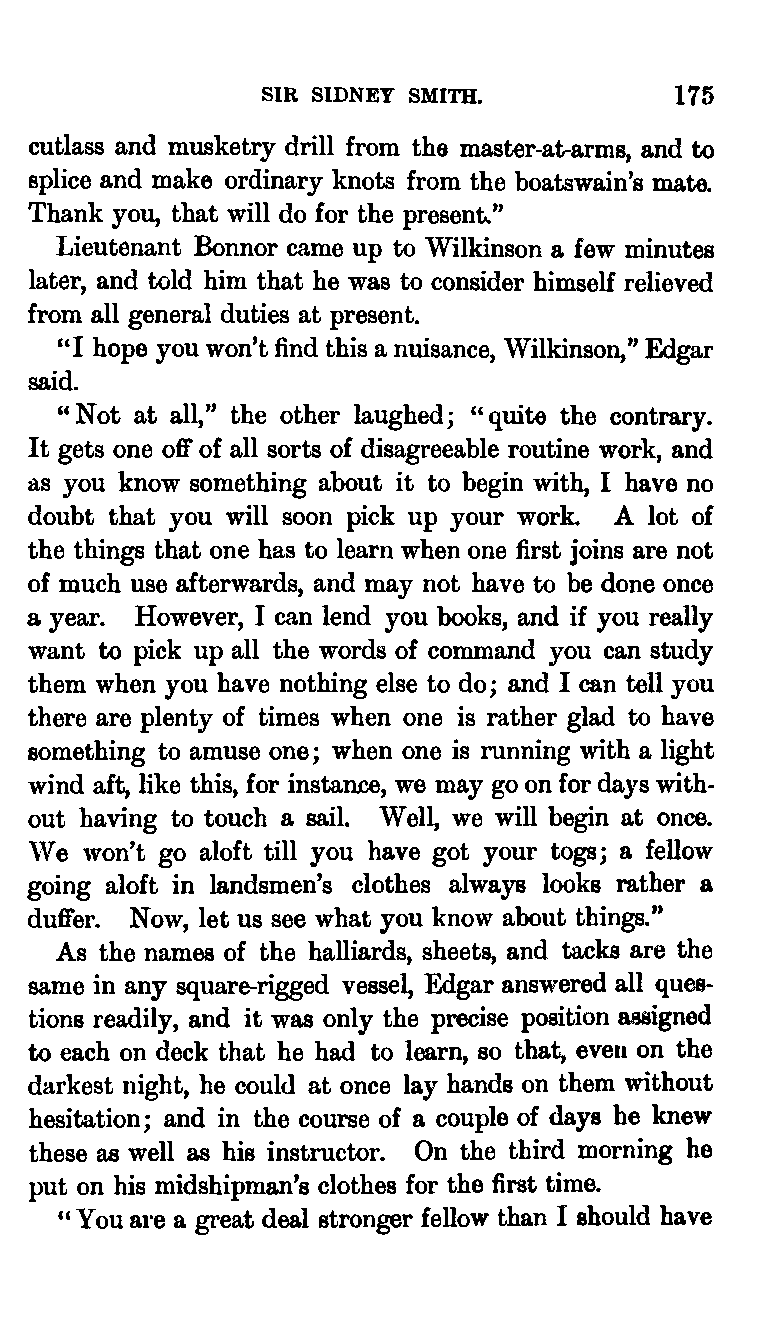 SIR SIDNEY SMITH. 175
cutlass and musketry drill from the master-at-arms, and to
splice and make ordinary knots from the boatswain's mate.
Thank you, that will do for the present."
Lieutenant Bonnor came up to Wilkinson a few minutes
later, and told him that he was to consider himself relieved
from all general duties at present.
"I hope you won't find this a nuisance, Wilkinson," Edgar
said.
"Not at all," the other laughed; "quite the contrary.
It gets one off of all sorts of disagreeable routine work, and
as you know something about it to begin with, I have no
doubt that you will soon pick up your work. A lot of
the things that one has to learn when one first joins are not
of much use afterwards, and may not have to be done once
a year. However, I can lend you books, and if you really
want to pick up all the words of command you can study
them when you have nothing else to do; and I can tell you
there are plenty of times when one is rather glad to have
something to amuse one; when one is running with a light
wind aft, like this, for instance, we may go on for days with-
out having to touch a sail. Well, we will begin at once.
We won't go aloft till you have got your togs; a fellow
going aloft in landsmen's clothes always looks rather a
duffer. Now, let us see what you know about things."
As the names of the halliards, sheets, and tacks are the
same in any square-rigged vessel, Edgar answered all ques-
tions readily, and it was only the precise position assigned
to each on deck that he had to learn, so that, even on the
darkest night, he could at once lay hands on them without
hesitation; and in the course of a couple of days he knew
these as well as his instructor. On the third morning he
put on his midshipman's clothes for the first time.
"You are a great deal stronger fellow than I should have